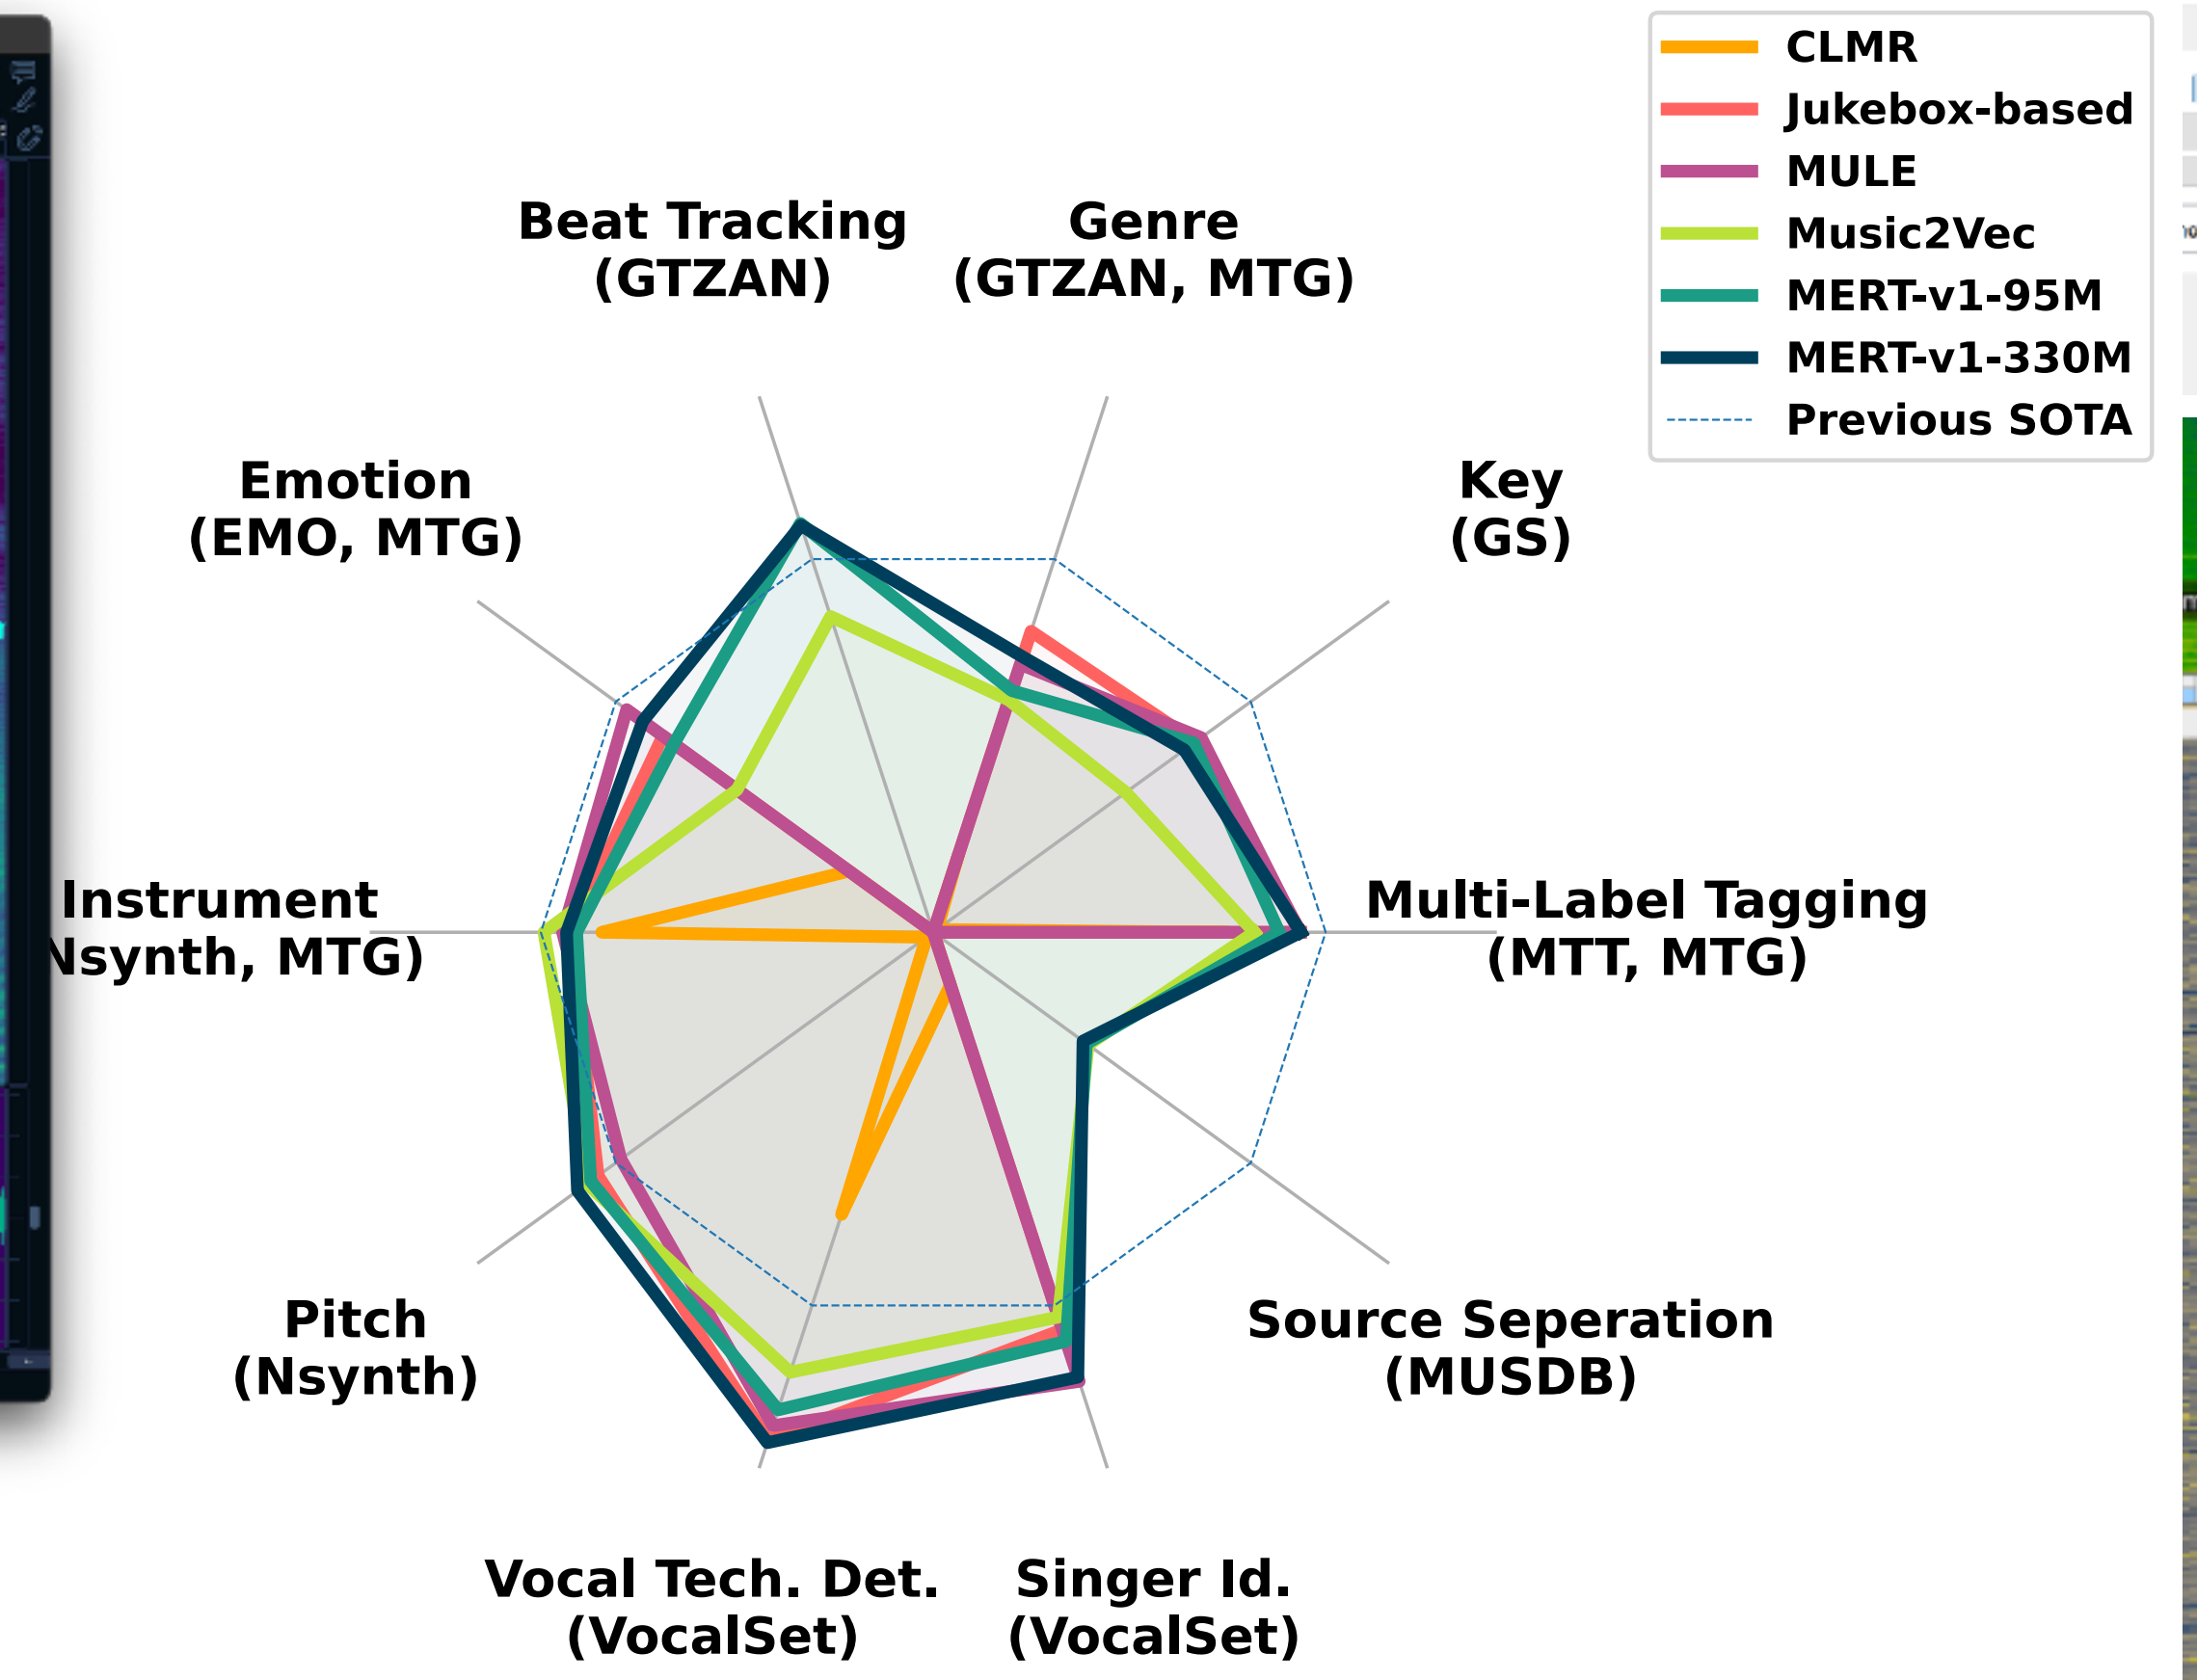 CLMR
Jukebox-based
MULE
Music2Vec
MERT-v1-95M
MERT-v1-330M
Previous SOTA
Beat Tracking
(GTZAN)
Genre
(GTZAN, MTG)
Emotion
(EMO, MTG)
Key
(GS)
Instrument
Nsynth, MTG)
Multi-Label Tagging
(MTT, MTG)
Pitch
(Nsynth)
Source Seperation
(MUSDB)
Vocal Tech. Det.
(VocalSet)
Singer Id.
(VocalSet)